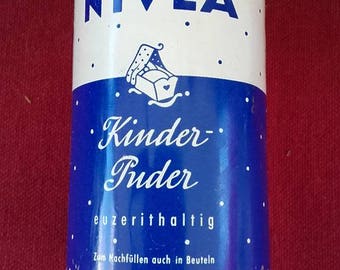 NIVEA
Kinder-
Puder
euzerithaltig
Zum Nachfüllen auch in Beuteln